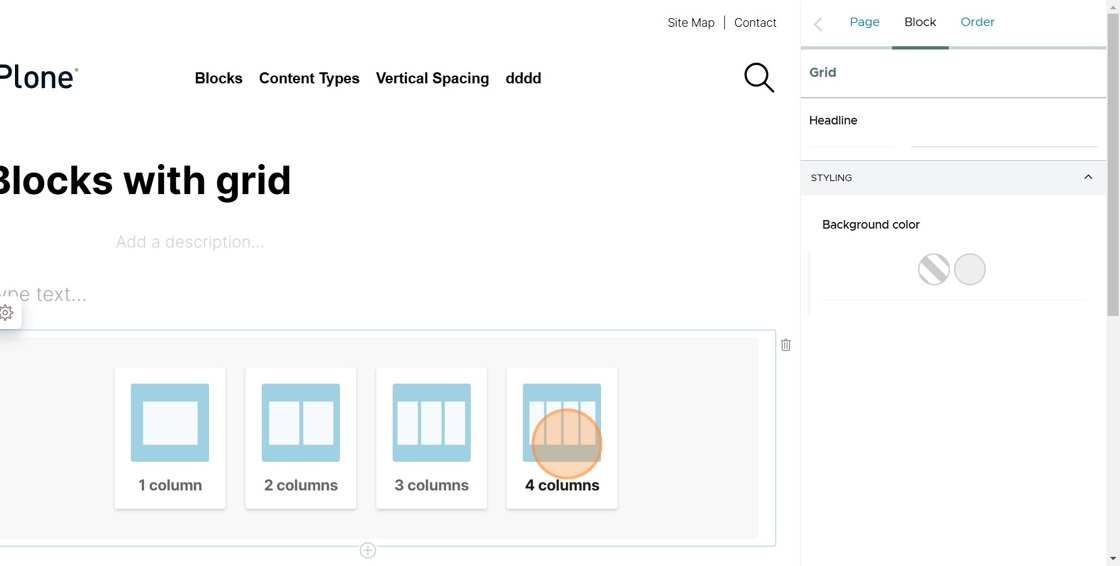 Site Map | Contact
Plone
Blocks Content Types Vertical Spacing dddd
Blocks with grid
Add a description...
ype text...
1 column 2 columns 3 columns 4 columns
Page Block Order
Grid
Headline
STYLING
Background color